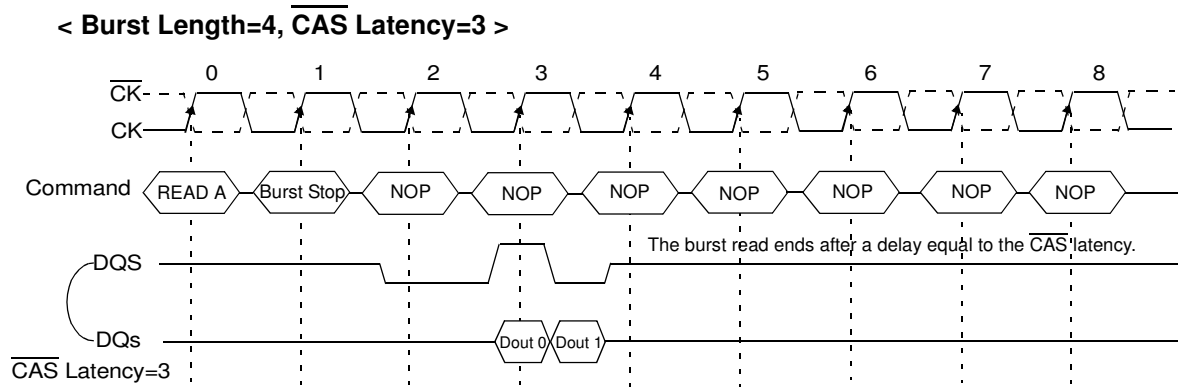 < Burst Length=4, CAS Latency=3 >
0 1 2 3 4 5 6 7 8
CK
CK
Command READ A Burst Stop NOP NOP NOP NOP NOP NOP NOP
The burst read ends after a delay equal to the CAS latency.
DQS
DQs Dout 0 Dout 1
CAS Latency=3